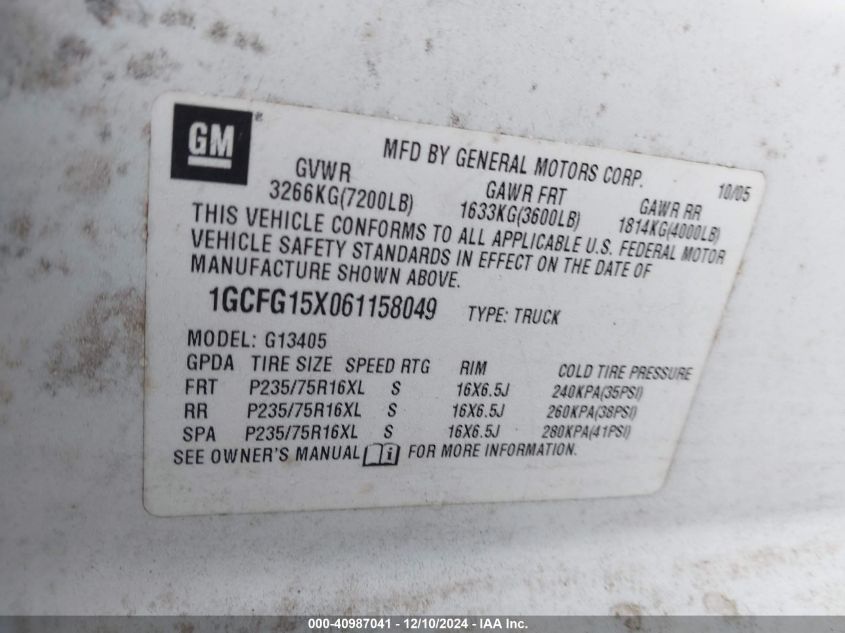 GM
MFD BY GENERAL MOTORS CORP. 10/05
GVWR GAWR FRT GAWR RR
3266KG(7200LB) 1633KG(3600LB) 1814KG(4000LB)
THIS VEHICLE CONFORMS TO ALL APPLICABLE U.S. FEDERAL MOTOR
VEHICLE SAFETY STANDARDS IN EFFECT ON THE DATE OF
MANUFACTURE SHOWN ABOVE.
1GCFG15X061158049 TYPE: TRUCK
MODEL: G13405
GPDA TIRE SIZE SPEED RTG RIM COLD TIRE PRESSURE
FRT P235/75R16XL S 16X6.5J 240KPA(35PSI)
RR P235/75R16XL S 16X6.5J 260KPA(38PSI)
SPA P235/75R16XL S 16X6.5J 280KPA(41PSI)
SEE OWNER'S MANUAL FOR MORE INFORMATION.
000-40987041 - 12/10/2024 - IAA Inc.